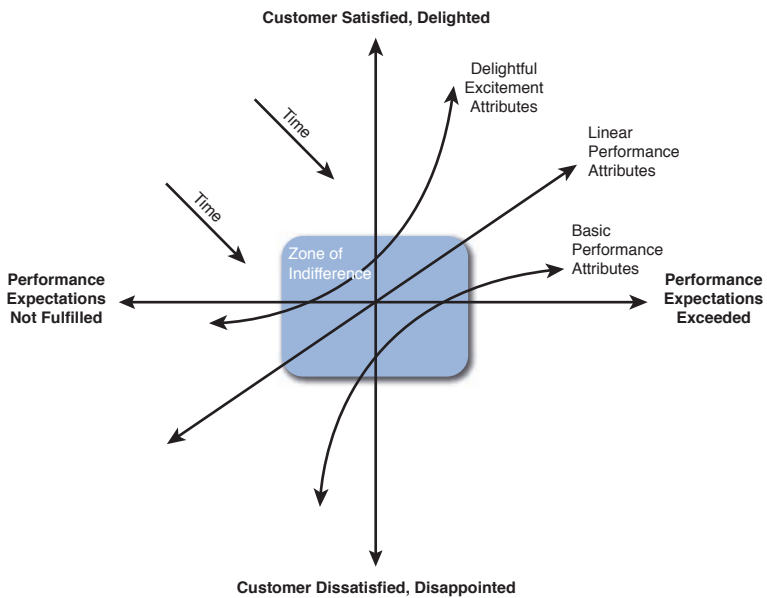 Customer Satisfied, Delighted
Delightful
Excitement
Attributes
Time
Linear
Performance
Attributes
Time
Basic
Performance
Attributes
Zone of
Indifference
Performance
Expectations
Not Fulfilled
Performance
Expectations
Exceeded
Customer Dissatisfied, Disappointed